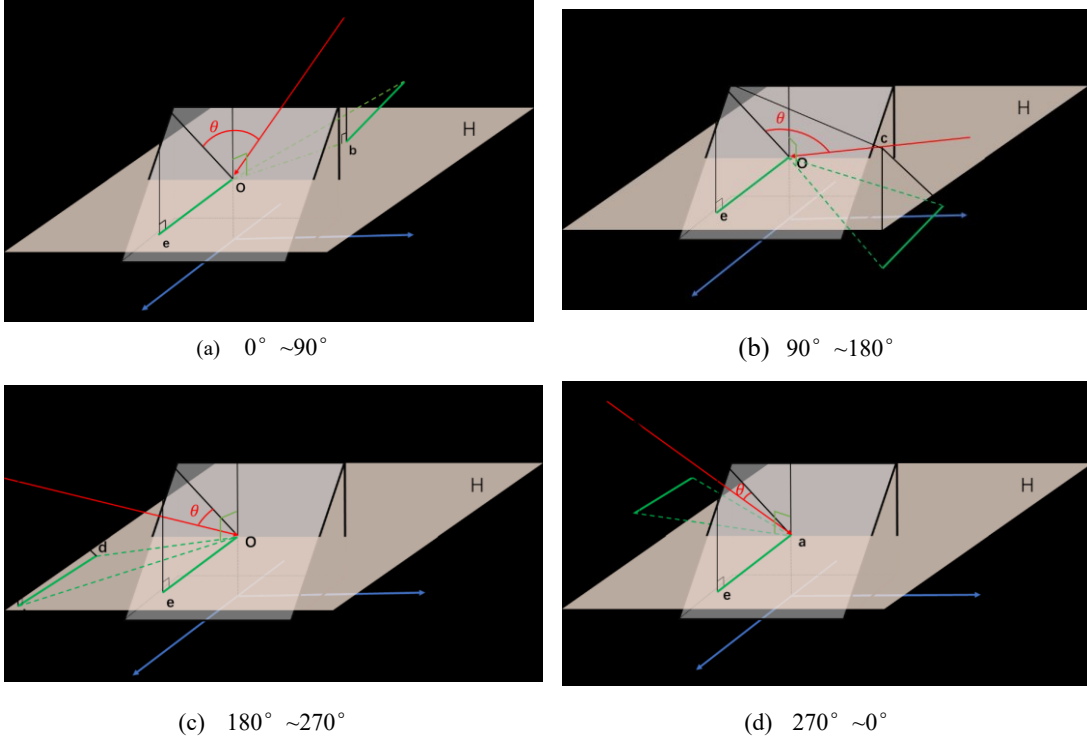 H
θ
O
b
e
(a) 0° ~90°
H
θ
c
O
e
(b) 90° ~180°
H
θ
O
d
e
(c) 180° ~270°
H
θ
a
e
(d) 270° ~0°